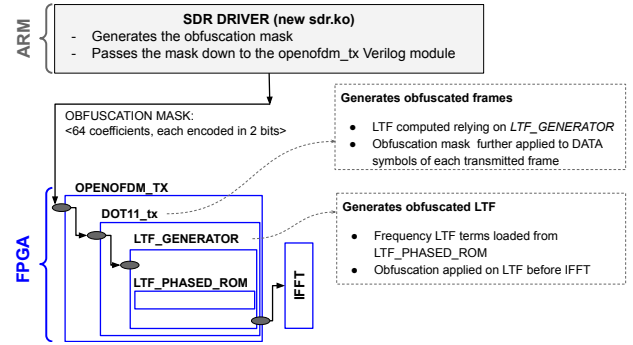 ARM
SDR DRIVER (new sdr.ko)
- Generates the obfuscation mask
- Passes the mask down to the openofdm_tx Verilog module
OBFUSCATION MASK:
<64 coefficients, each encoded in 2 bits>
Generates obfuscated frames
● LTF computed relying on LTF_GENERATOR
● Obfuscation mask further applied to DATA
symbols of each transmitted frame
FPGA
OPENOFDM_TX
DOT11_tx
LTF_GENERATOR
LTF_PHASED_ROM
IFFT
Generates obfuscated LTF
● Frequency LTF terms loaded from
LTF_PHASED_ROM
● Obfuscation applied on LTF before IFFT